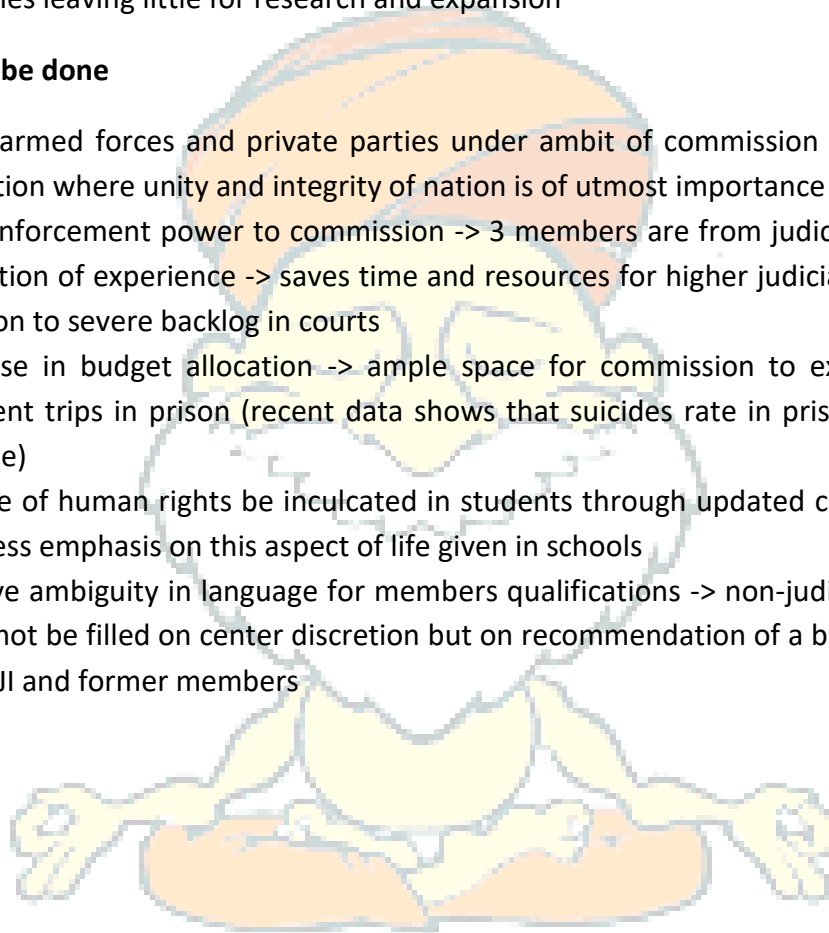 les leaving little for research and expansion
be done
armed forces and private parties under ambit of commission
tion where unity and integrity of nation is of utmost importance
nforcement power to commission -> 3 members are from judic
tion of experience -> saves time and resources for higher judicia
on to severe backlog in courts
se in budget allocation -> ample space for commission to ex
ent trips in prison (recent data shows that suicides rate in pris
e)
e of human rights be inculcated in students through updated c
ess emphasis on this aspect of life given in schools
ve ambiguity in language for members qualifications -> non-judi
not be filled on center discretion but on recommendation of a b
JI and former members